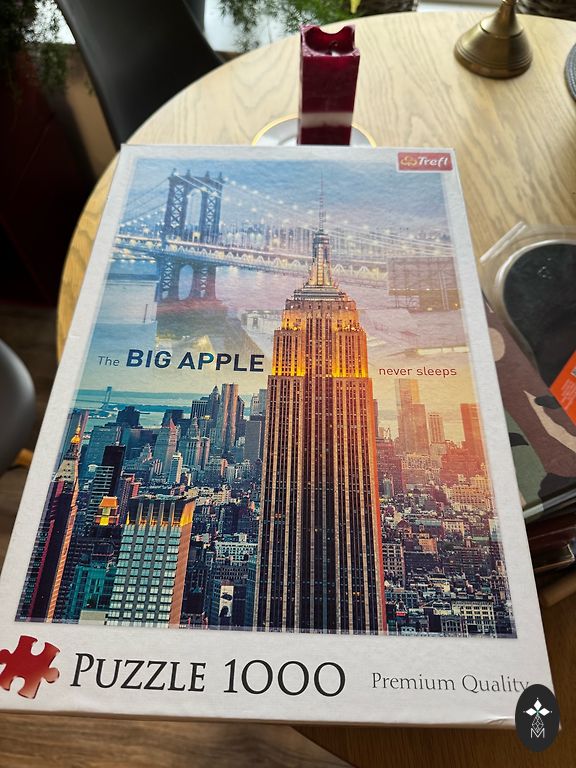 Trefl
The BIG APPLE never sleeps
PUZZLE 1000 Premium Quality
M